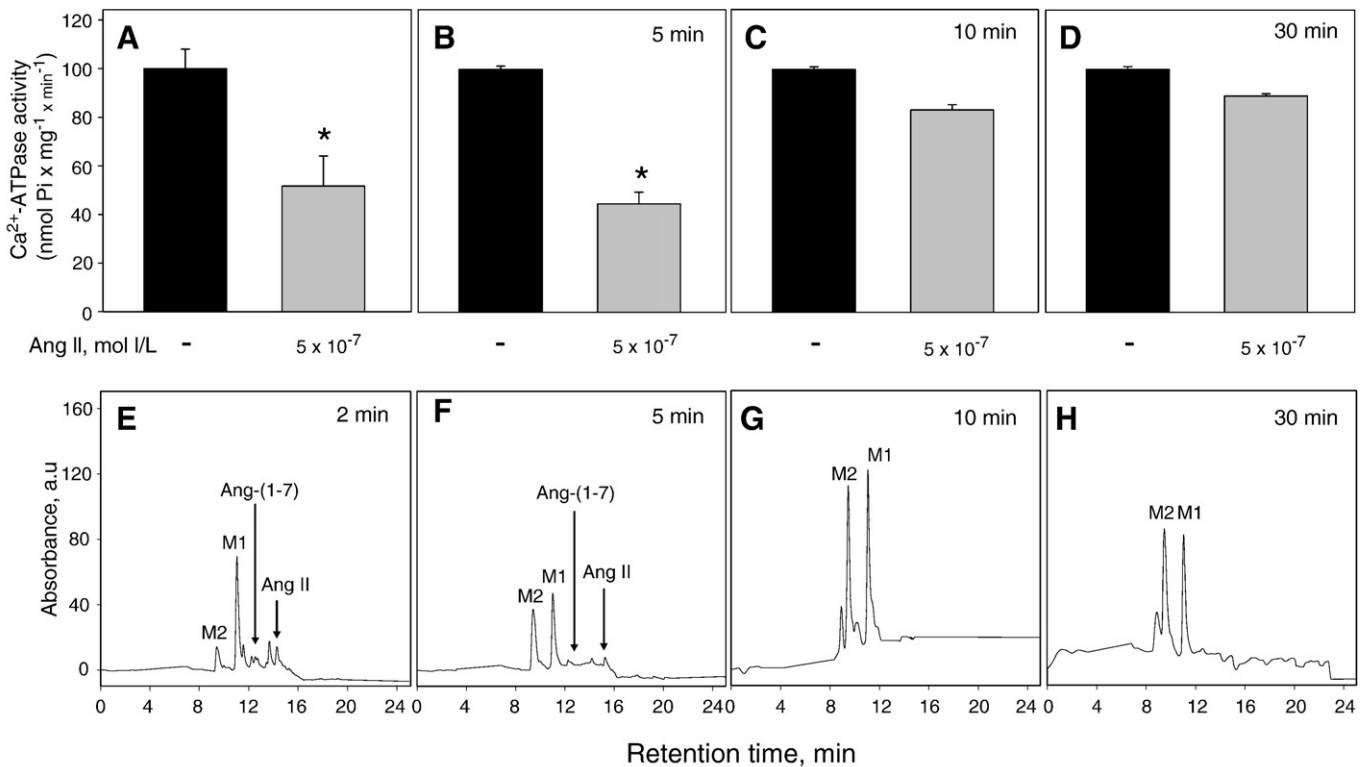 Ca2+-ATPase activity
(nmol Pi x mg-1 x min-1)
120
100
80
60
40
20
0
A
*
B
5 min
*
C
10 min
D
30 min
Ang II, mol l/L
-
5 x 10-7
-
5 x 10-7
-
5 x 10-7
-
5 x 10-7
Absorbance, a.u
160
120
80
40
0
E
2 min
Ang-(1-7)
M1
Ang II
M2
0 4 8 12 16 20 24
F
5 min
Ang-(1-7)
M1
Ang II
M2
0 4 8 12 16 20 24
G
10 min
M1
M2
0 4 8 12 16 20 24
H
30 min
M2 M1
0 4 8 12 16 20 24
Retention time, min